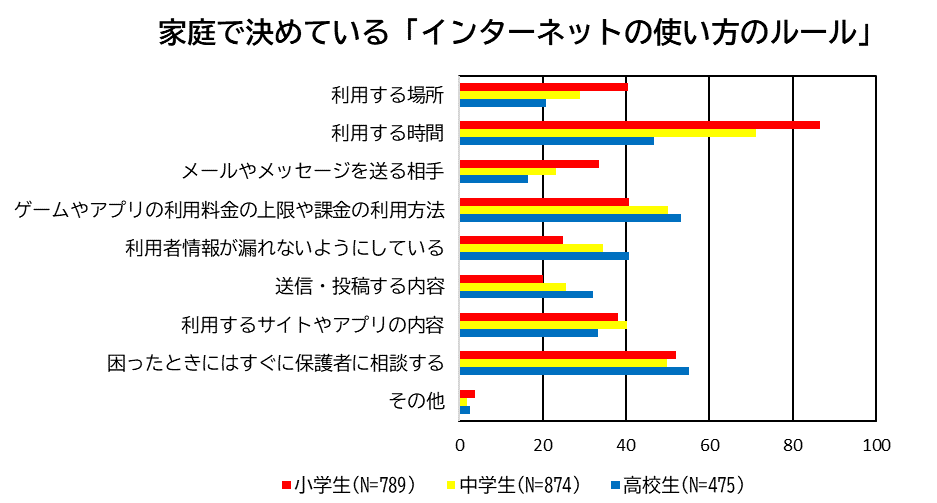 家庭で決めている「インターネットの使い方のルール」
利用する場所
利用する時間
メールやメッセージを送る相手
ゲームやアプリの利用料金の上限や課金の利用方法
利用者情報が漏れないようにしている
送信・投稿する内容
利用するサイトやアプリの内容
困ったときにはすぐに保護者に相談する
その他
0 20 40 60 80 100
小学生(N=789) 中学生(N=874) 高校生(N=475)